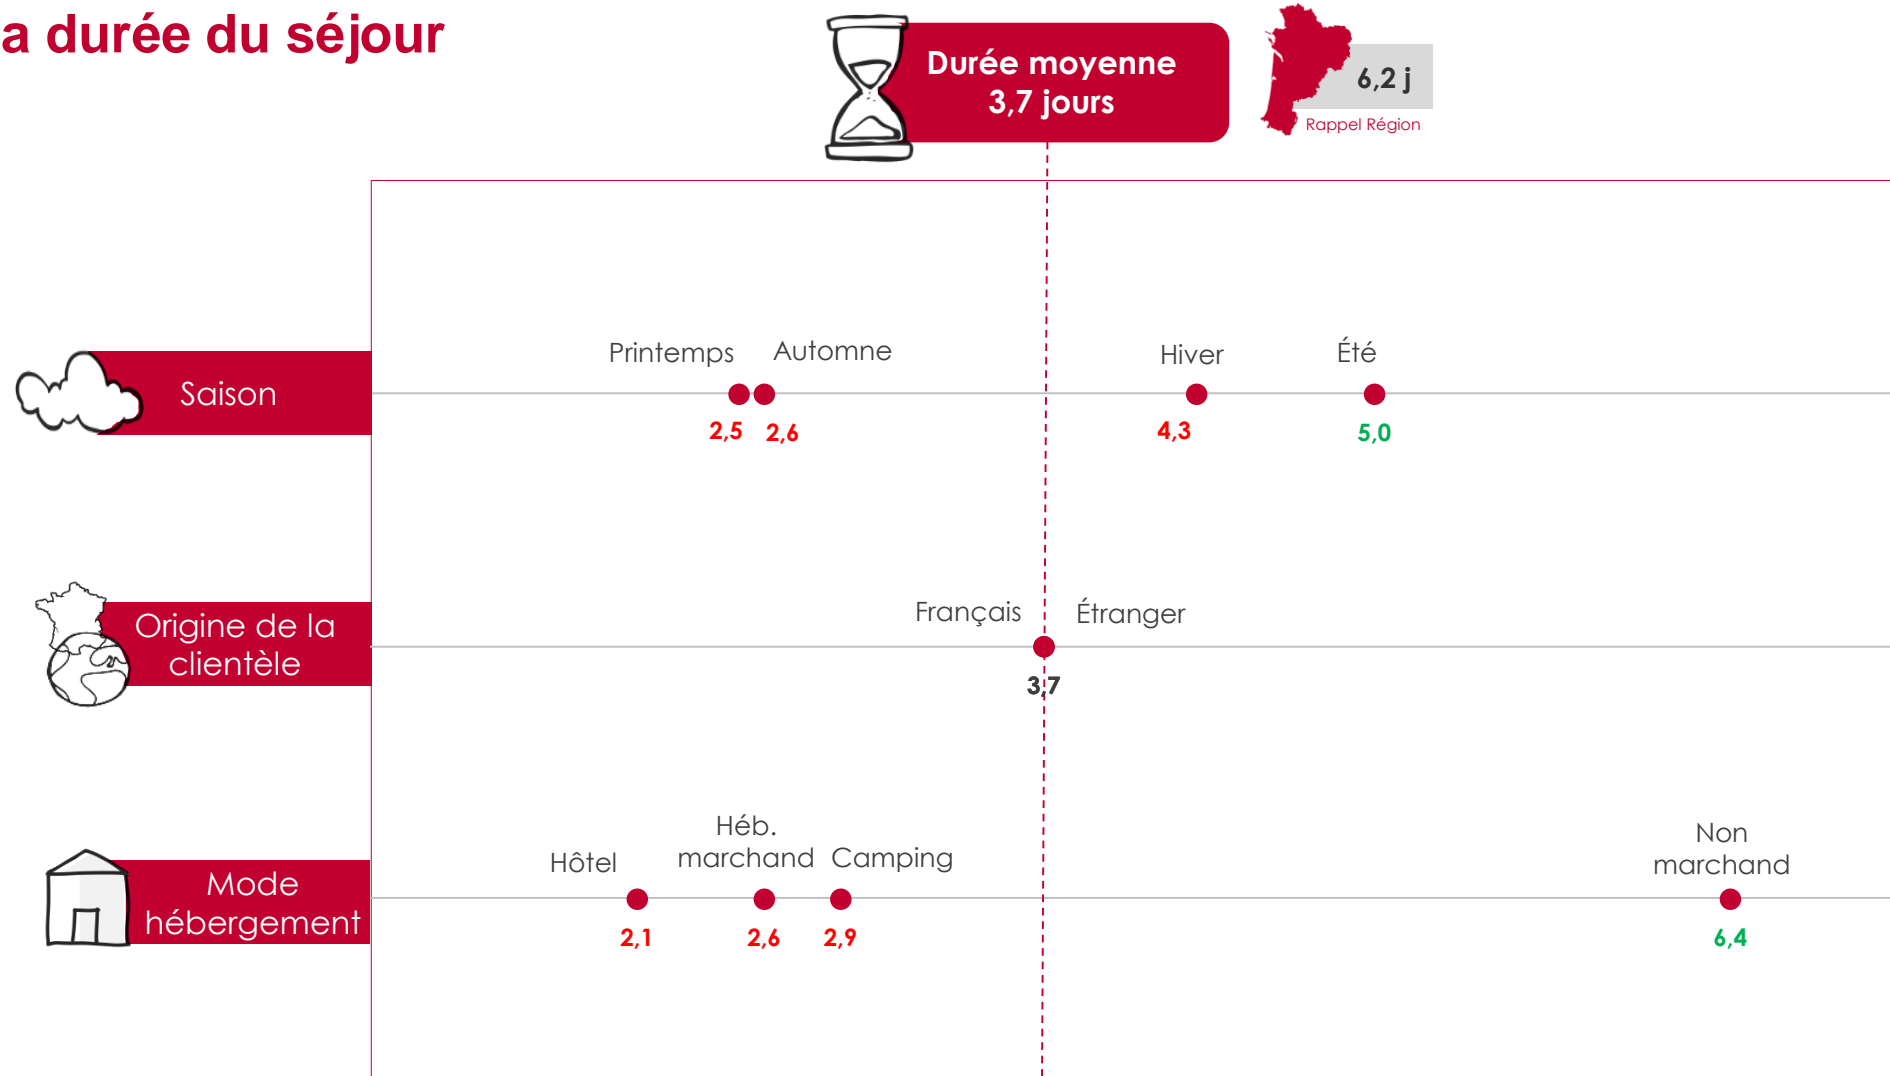 a durée du séjour
Durée moyenne
3,7 jours
6,2 j
Rappel Région
Saison
Printemps
Automne
Hiver
Été
2,5
2,6
4,3
5,0
Origine de la
clientèle
Français
Étranger
3,7
Mode
hébergement
Hôtel
Héb.
marchand
Camping
Non
marchand
2,1
2,6
2,9
6,4